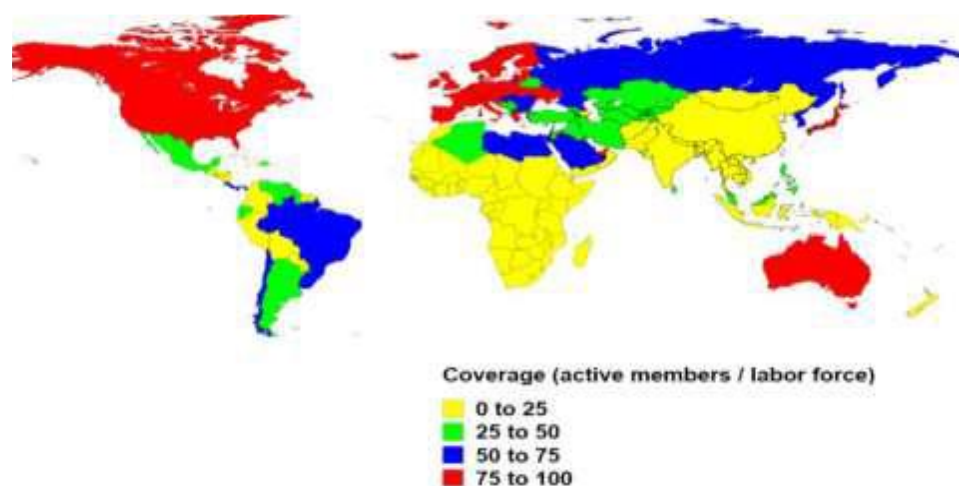 Coverage (active members / labor force)
0 to 25
25 to 50
50 to 75
75 to 100